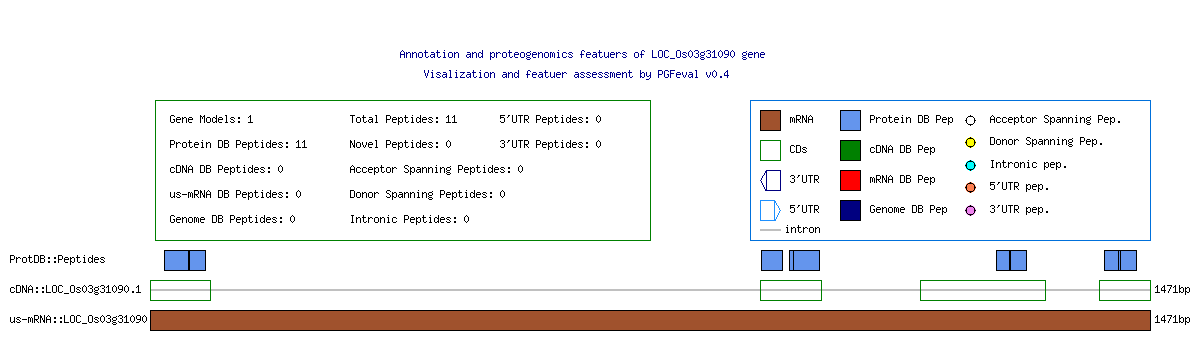 Annotation and proteogenomics featuers of LOC_Os03g31090 gene
Visalization and featuer assessment by PGFeval v0.4
Gene Models: 1 Total Peptides: 11 5'UTR Peptides: 0
Protein DB Peptides: 11 Novel Peptides: 0 3'UTR Peptides: 0
cDNA DB Peptides: 0 Acceptor Spanning Peptides: 0
us-mRNA DB Peptides: 0 Donor Spanning Peptides: 0
Genome DB Peptides: 0 Intronic Peptides: 0
mRNA Protein DB Pep Acceptor Spanning Pep.
CDs cDNA DB Pep Donor Spanning Pep.
3'UTR mRNA DB Pep Intronic pep.
5'UTR Genome DB Pep 5'UTR pep.
intron 3'UTR pep.
ProtDB::Peptides
cDNA::LOC_Os03g31090.1 1471bp
us-mRNA::LOC_Os03g31090 1471bp